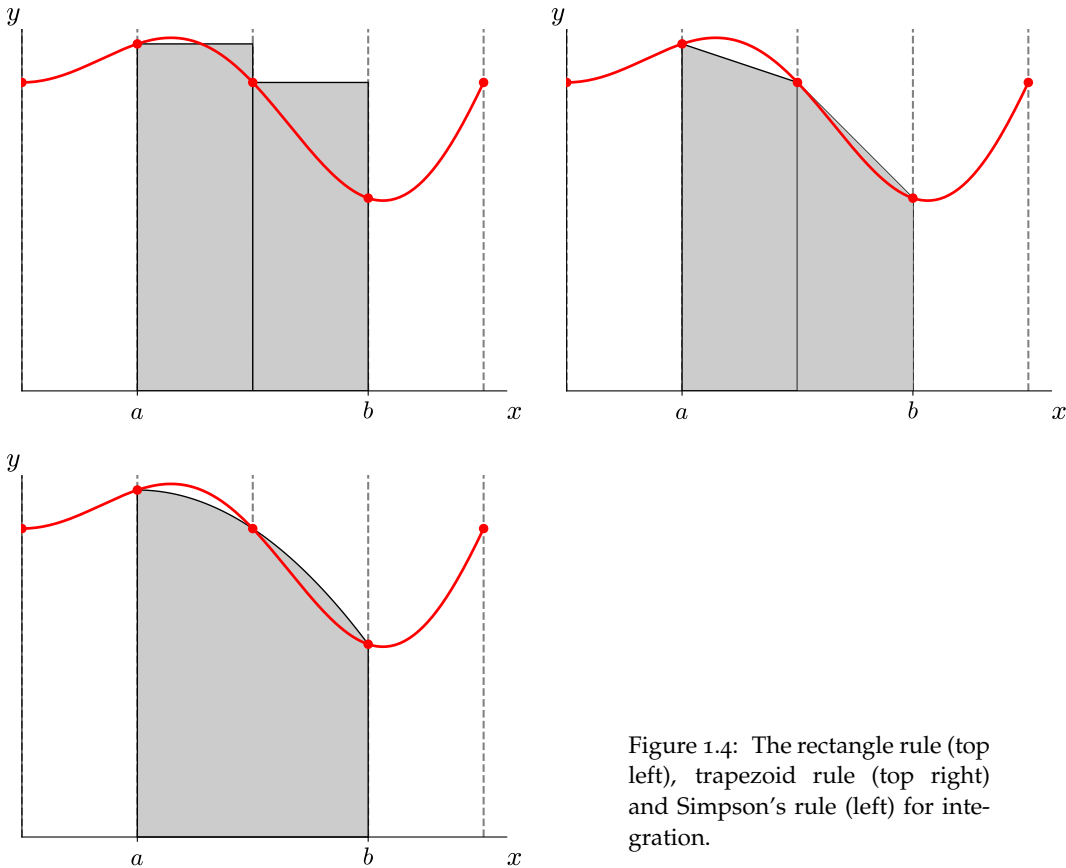 y
y
a
b
x
a
b
x
y
a
b
x
Figure 1.4: The rectangle rule (top
left), trapezoid rule (top right)
and Simpson's rule (left) for inte-
gration.